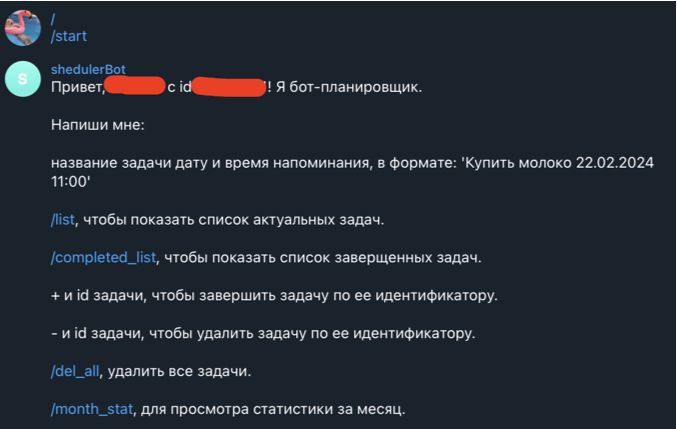 /
/start
shedulerBot
S
Привет, с id '! Я бот-планировщик.
Напиши мне:
название задачи дату и время напоминания, в формате: 'Купить молоко 22.02.2024
11:00'
/list, чтобы показать список актуальных задач.
/completed_list, чтобы показать список заверщенных задач.
+ и id задачи, чтобы завершить задачу по ее идентификатору.
- и id задачи, чтобы удалить задачу по ее идентификатору.
/del_all, удалить все задачи.
/month_stat, для просмотра статистики за месяц.